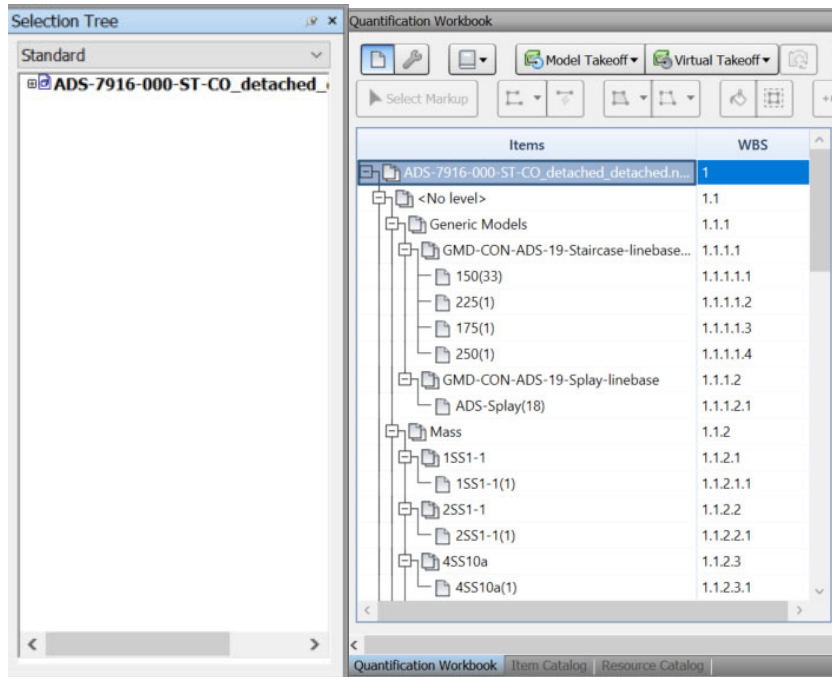 Selection Tree
Standard
ADS-7916-000-ST-CO_detached_
Quantification Workbook
Model Takeoff
Virtual Takeoff
Select Markup
Items WBS
ADS-7916-000-ST-CO_detached_detached.n... 1
<No level> 1.1
Generic Models 1.1.1
GMD-CON-ADS-19-Staircase-linebase... 1.1.1.1
150(33) 1.1.1.1.1
225(1) 1.1.1.1.2
175(1) 1.1.1.1.3
250(1) 1.1.1.1.4
GMD-CON-ADS-19-Splay-linebase 1.1.1.2
ADS-Splay(18) 1.1.1.2.1
Mass 1.1.2
1SS1-1 1.1.2.1
1SS1-1(1) 1.1.2.1.1
2SS1-1 1.1.2.2
2SS1-1(1) 1.1.2.2.1
4SS10a 1.1.2.3
4SS10a(1) 1.1.2.3.1
Quantification Workbook Item Catalog Resource Catalog